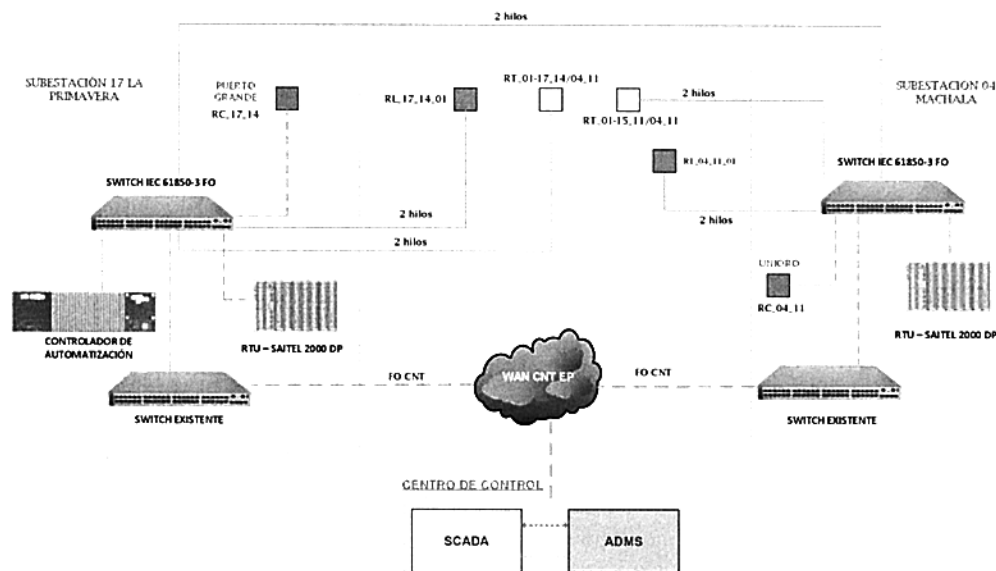 2 hilos
SUBESTACIÓN 17 LA
PRIMAVERA
PUERTO
GRANDE
RC_17_14
RL_17_14_01
RT_01-17_14/04_11
RT_01-15_11/04_11
2 hilos
SUBESTACION 04
MACHALA
RL_04_11_01
SWITCH IEC 61850-3 FO
SWITCH IEC 61850-3 FO
2 hilos
2 hilos
2 hilos
UNIORO
RC_04_11
CONTROLADOR DE
AUTOMATIZACIÓN
RTU – SAITEL 2000 DP
RTU – SAITEL 2000 DP
FO CNT
WAN CNT EP
FO CNT
SWITCH EXISTENTE
SWITCH EXISTENTE
CENTRO DE CONTROL
SCADA
ADMS